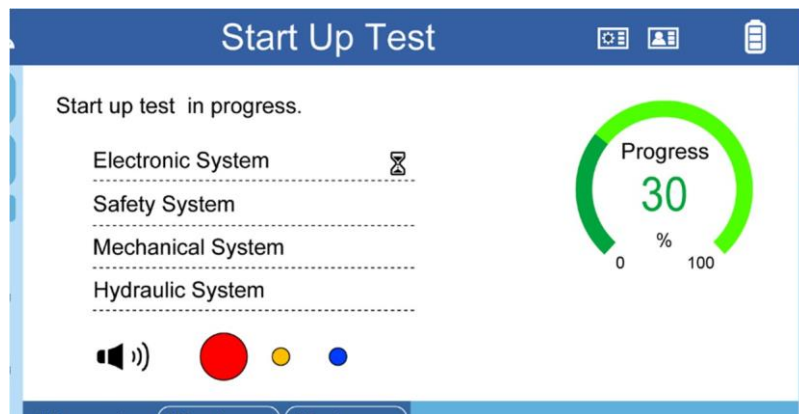 Start Up Test
Start up test in progress.
Electronic System
Safety System
Mechanical System
Hydraulic System
Progress
30
%
0 100